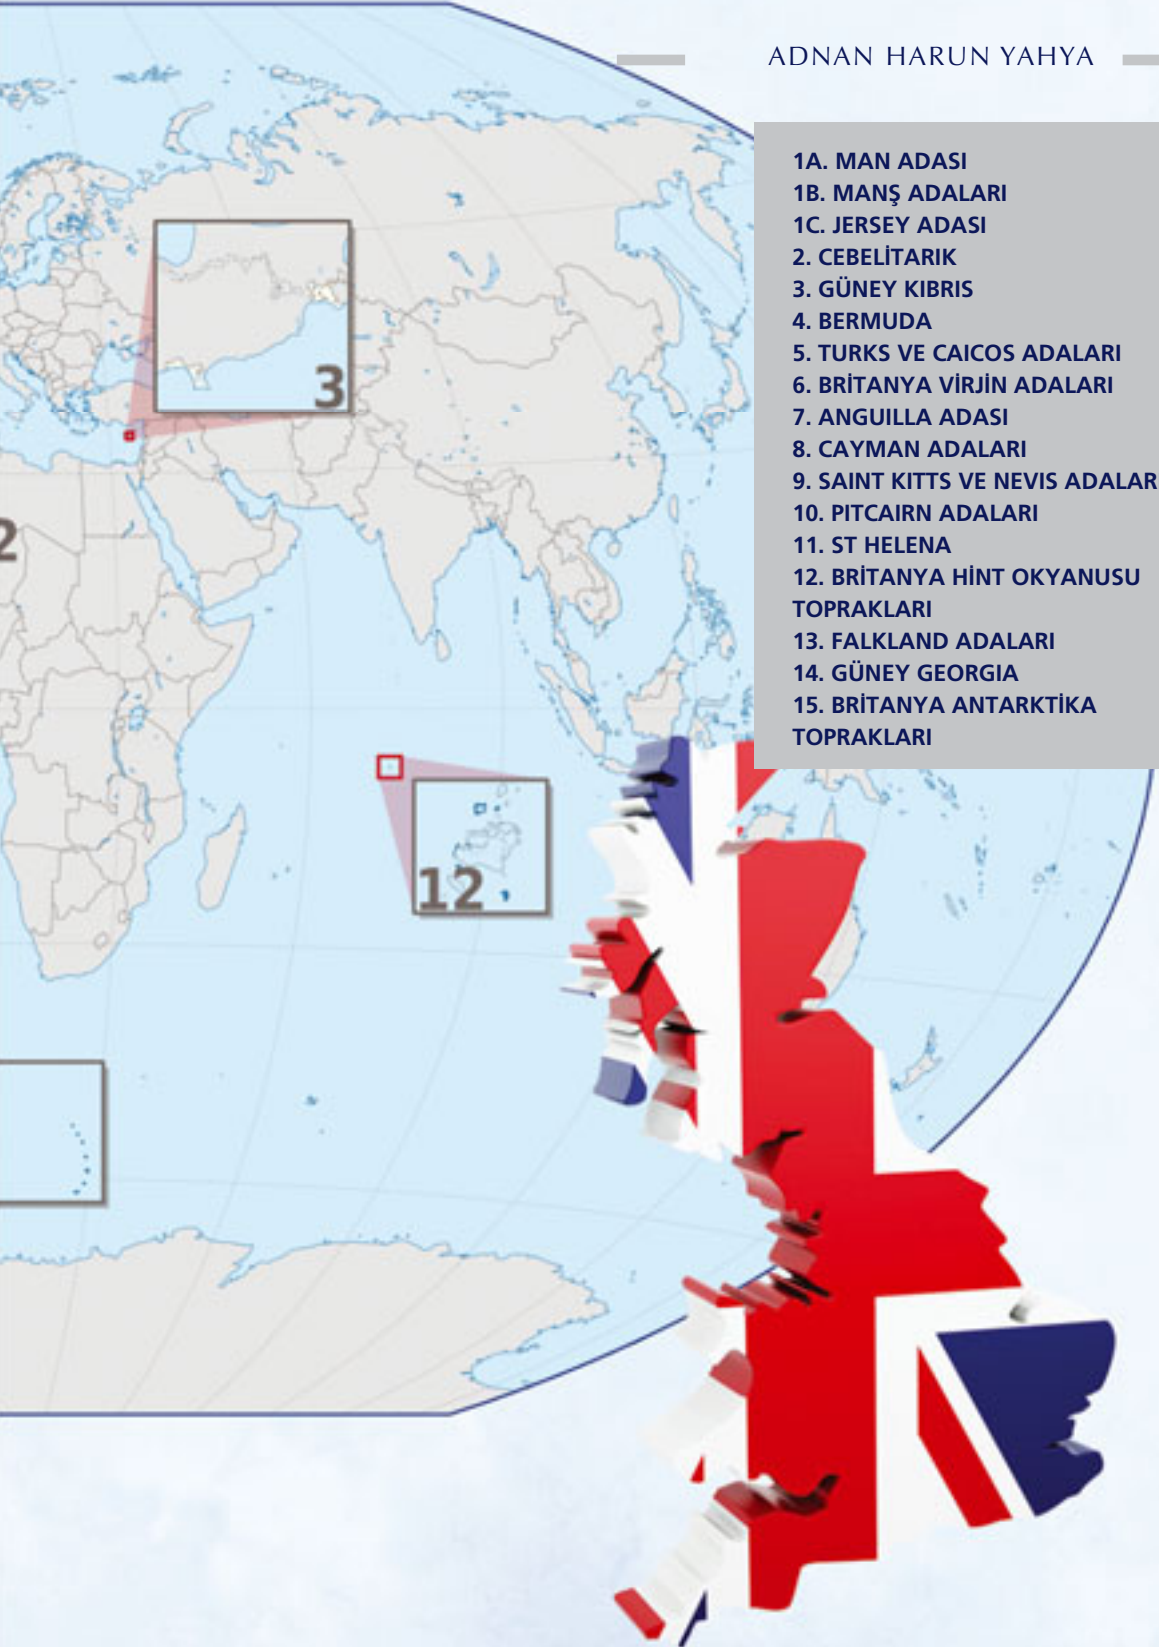 ADNAN HARUN YAHYA
1A. MAN ADASI
1B. MANŞ ADALARI
1C. JERSEY ADASI
2. CEBELİTARIK
3. GÜNEY KIBRIS
4. BERMUDA
5. TURKS VE CAICOS ADALARI
6. BRİTANYA VİRJİN ADALARI
7. ANGUILLA ADASI
8. CAYMAN ADALARI
9. SAINT KITTS VE NEVIS ADALAR
10. PITCAIRN ADALARI
11. ST HELENA
12. BRİTANYA HİNT OKYANUSU
TOPRAKLARI
13. FALKLAND ADALARI
14. GÜNEY GEORGIA
15. BRİTANYA ANTARKTİKA
TOPRAKLARI
3
2
12